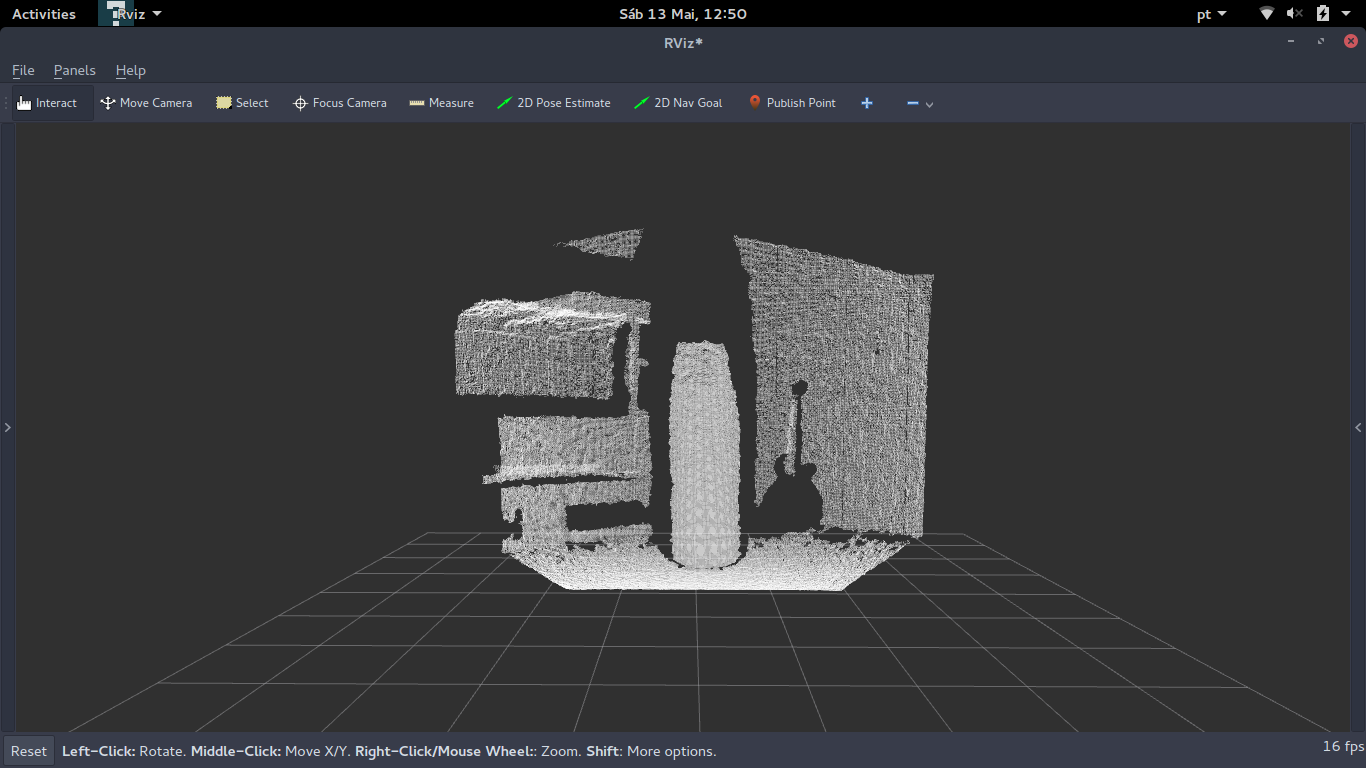 Activities Rviz Sáb 13 Mai, 12:50 pt
RViz*
File Panels Help
Interact Move Camera Select Focus Camera Measure 2D Pose Estimate 2D Nav Goal Publish Point
Reset Left-Click: Rotate. Middle-Click: Move X/Y. Right-Click/Mouse Wheel:: Zoom. Shift: More options. 16 fps